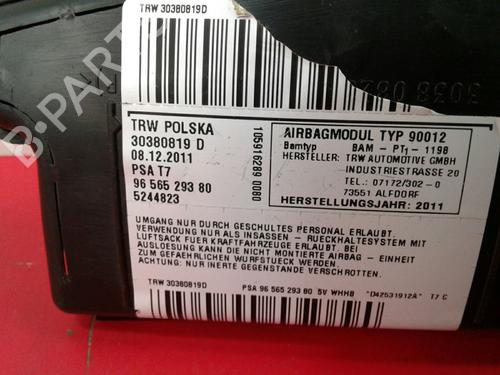 TRW 30380819D
B-PARTS
TRW POLSKA
30380819 D
08.12.2011
PSA T7
96 565 293 80
5244823
1059162890080
AIRBAGMODUL TYP 90012
Bamtyp BAM - PT1 - 1198
HERSTELLER: TRW AUTOMOTIVE GMBH
INDUSTRIESTRASSE 20
TEL.: 07172/302-0
73551 ALFDORF
HERSTELLUNGSJAHR: 2011
UMGANG NUR DURCH GESCHULTES PERSONAL ERLAUBT.
VERWENDUNG NUR ALS INSASSEN - RUECKHALTESYSTEM MIT
LUFTSACK FUER KRAFTFAHRZEUGE ERLAUBT. BEI
AUSLOESUNG KANN DIE NICHT MONTIERTE AIRBAG - EINHEIT
ZUM GEFAEHRLICHEN WURFSTUECK WERDEN.
ACHTUNG: NUR INERTE GEGENSTANDE VERSCHROTTEN.
TRW 30380819D
PSA 96 565 293 80 5V WHHB *D42531912A* T7 C